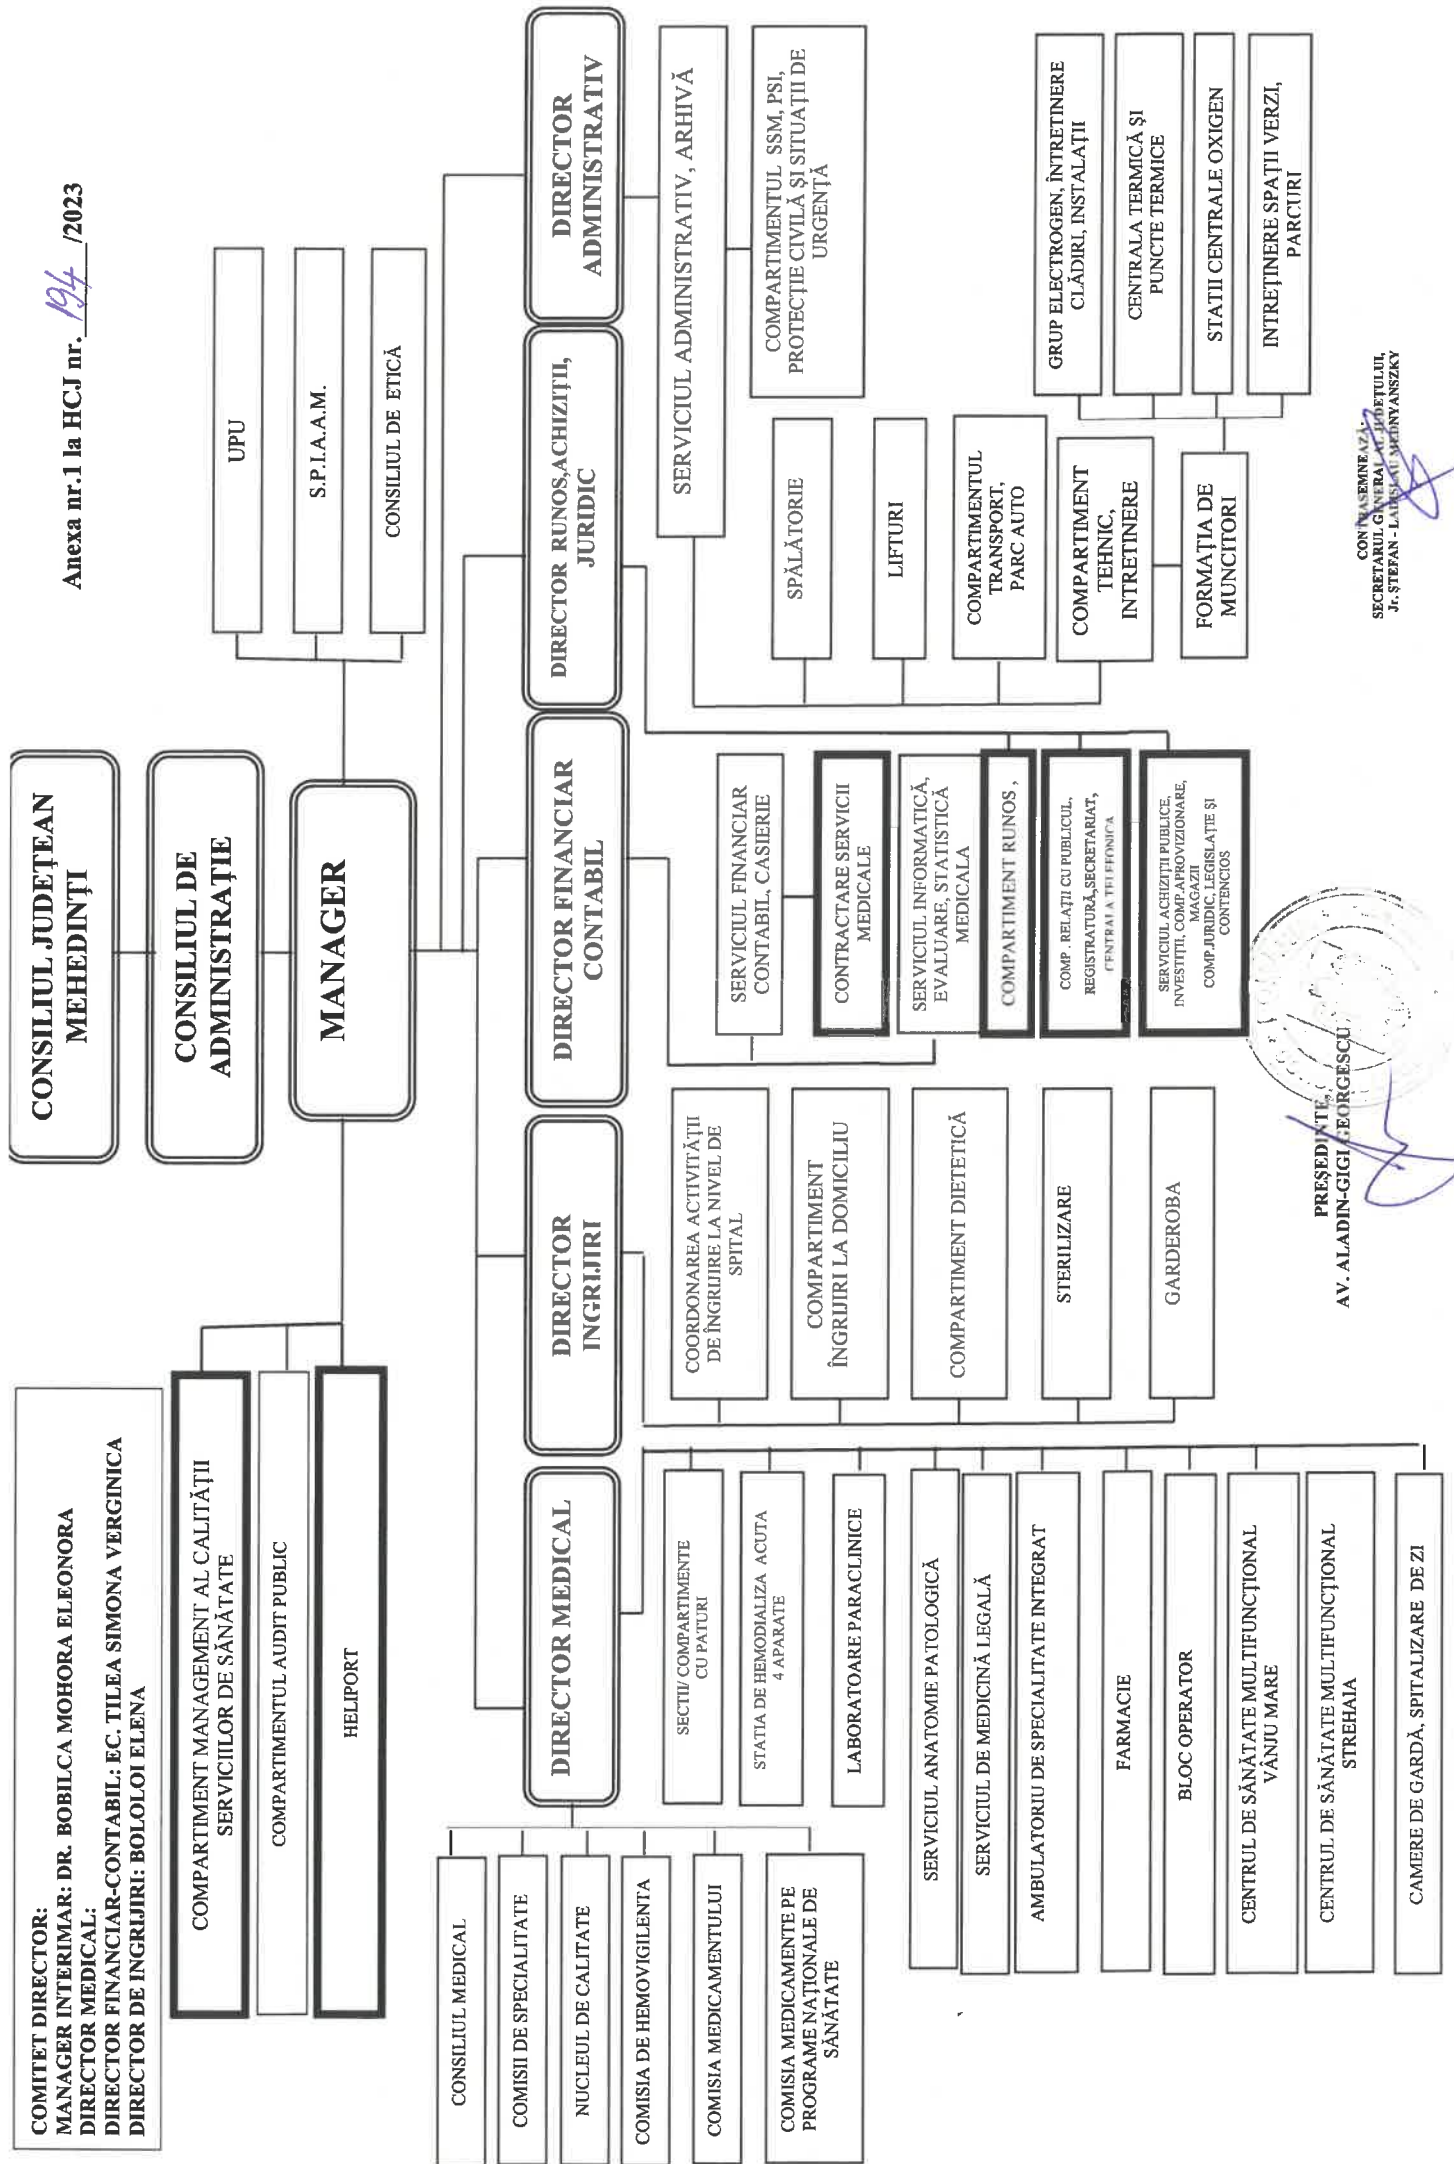 Anexa nr.1 la HCJ nr. 194 /2023
COMITET DIRECTOR:
MANAGER INTERIMAR: DR. BOBILCA MOHORA ELEONORA
DIRECTOR MEDICAL:
DIRECTOR FINANCIAR-CONTABIL: EC. TILEA SIMONA VERGINICA
DIRECTOR DE INGRIJIRI: BOLOLOI ELENA
CONSILIUL JUDEȚEAN
MEHEDINȚI
CONSILIUL DE
ADMINISTRAȚIE
MANAGER
COMPARTIMENT MANAGEMENT AL CALITĂȚII
SERVICIILOR DE SĂNĂTATE
COMPARTIMENTUL AUDIT PUBLIC
HELIPORT
UPU
S.P.I.A.A.M.
CONSILIUL DE ETICĂ
DIRECTOR MEDICAL
DIRECTOR
INGRIJIRI
DIRECTOR FINANCIAR
CONTABIL
DIRECTOR RUNOS,ACHIZIȚII,
JURIDIC
DIRECTOR
ADMINISTRATIV
CONSILIUL MEDICAL
COMISII DE SPECIALITATE
NUCLEUL DE CALITATE
COMISIA DE HEMOVIGILENTA
COMISIA MEDICAMENTULUI
COMISIA MEDICAMENTE PE
PROGRAME NAȚIONALE DE
SĂNĂTATE
SECTII/ COMPARTIMENTE
CU PATURI
STATIA DE HEMODIALIZA ACUTA
4 APARATE
LABORATOARE PARACLINICE
SERVICIUL ANATOMIE PATOLOGICĂ
SERVICIUL DE MEDICINĂ LEGALĂ
AMBULATORIU DE SPECIALITATE INTEGRAT
FARMACIE
BLOC OPERATOR
CENTRUL DE SĂNĂTATE MULTIFUNCȚIONAL
VÂNJU MARE
CENTRUL DE SĂNĂTATE MULTIFUNCȚIONAL
STREHAIA
CAMERE DE GARDĂ, SPITALIZARE DE ZI
COORDONAREA ACTIVITĂȚII
DE ÎNGRIJIRE LA NIVEL DE
SPITAL
COMPARTIMENT
ÎNGRIJIRI LA DOMICILIU
COMPARTIMENT DIETETICĂ
STERILIZARE
GARDEROBA
SERVICIUL FINANCIAR
CONTABIL, CASIERIE
CONTRACTARE SERVICII
MEDICALE
SERVICIUL INFORMATICĂ,
EVALUARE, STATISTICĂ
MEDICALA
COMPARTIMENT RUNOS ,
COMP . RELAȚII CU PUBLICUL,
REGISTRATURĂ,SECRETARIAT,
CENTRALA TELEFONICA
SERVICIUL ACHIZIȚII PUBLICE,
INVESTIȚII, COMP.APROVIZIONARE,
MAGAZII
COMP.JURIDIC, LEGISLAȚIE ȘI
CONTENCIOS
SERVICIUL ADMINISTRATIV, ARHIVĂ
COMPARTIMENTUL SSM, PSI,
PROTECȚIE CIVILĂ ȘI SITUAȚII DE
URGENȚĂ
SPĂLĂTORIE
LIFTURI
COMPARTIMENTUL
TRANSPORT,
PARC AUTO
COMPARTIMENT
TEHNIC,
INTRETINERE
FORMAȚIA DE
MUNCITORI
GRUP ELECTROGEN, ÎNTREȚINERE
CLĂDIRI, INSTALAȚII
CENTRALA TERMICĂ ȘI
PUNCTE TERMICE
STATII CENTRALE OXIGEN
INTREȚINERE SPAȚII VERZI,
PARCURI
PREȘEDINTE,
AV. ALADIN-GIGI GEORGESCU
CONTRASEMNEAZĂ:
SECRETARUL GENERAL AL JUDEȚULUI,
Jr. ȘTEFAN - LADISLAU MEDNYANSZKY